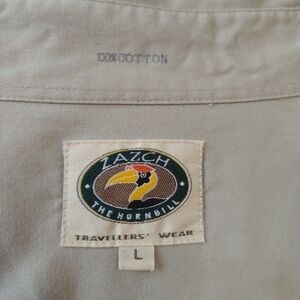 100%COTTON
ZAZCH
• THE HORNBILL •
TRAVELLERS' WEAR
L